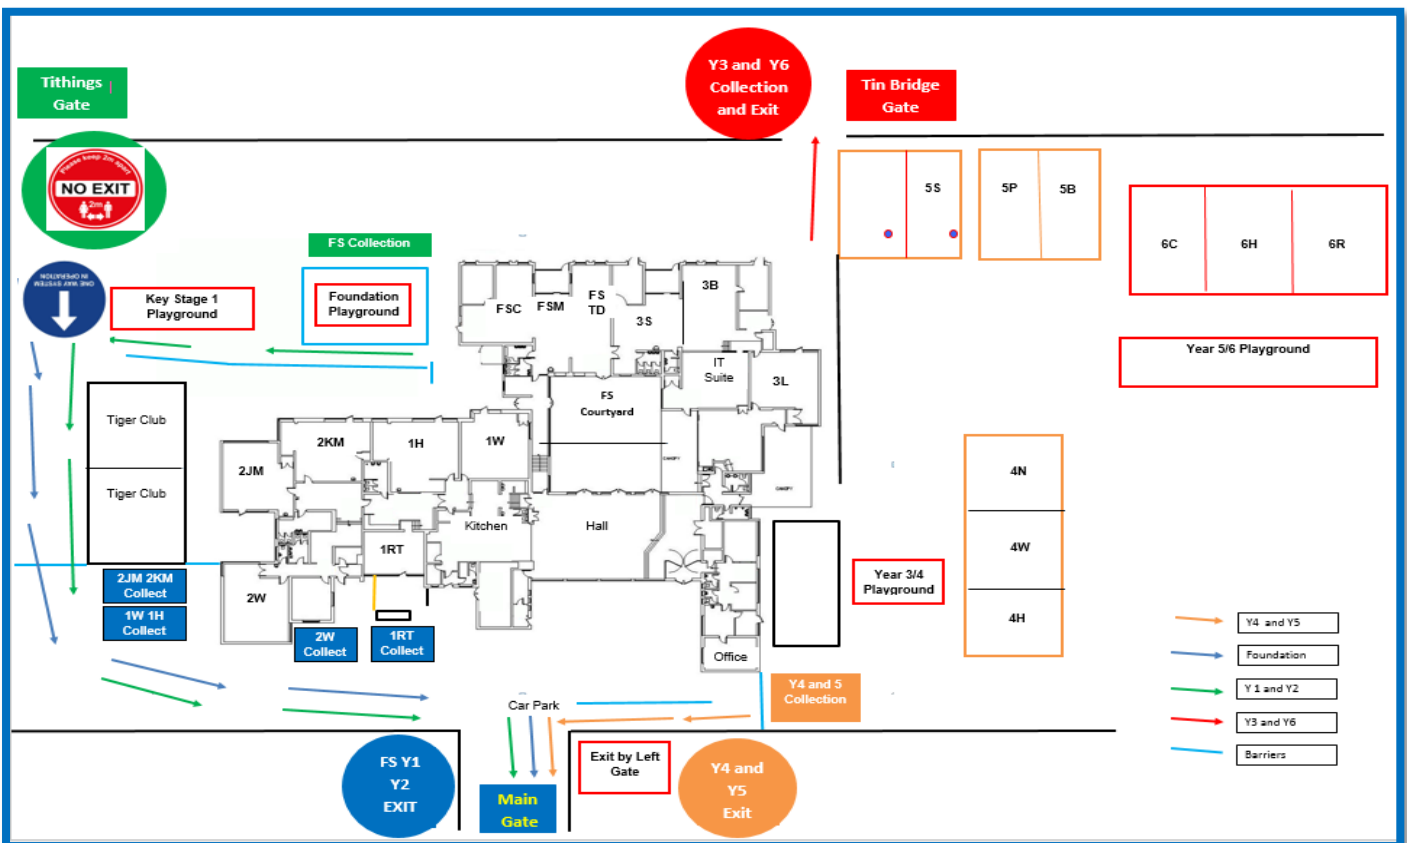 Tithings
Gate
Y3 and Y6
Collection
and Exit
Tin Bridge
Gate
Please keep 2m apart
NO EXIT
2m
5S
5P
5B
6C
6H
6R
FS Collection
ONE WAY SYSTEM
IN OPERATION
Key Stage 1
Playground
Foundation
Playground
FSC
FSM
FS
TD
3S
3B
IT
Suite
3L
Year 5/6 Playground
FS
Courtyard
Tiger Club
Tiger Club
2JM
2KM
1H
1W
CANOPY
CANOPY
4N
4W
4H
Kitchen
Hall
1RT
2W
2JM 2KM
Collect
1W 1H
Collect
2W
Collect
1RT
Collect
Year 3/4
Playground
Office
Y4 and 5
Collection
Car Park
Y4 and Y5
Foundation
Y 1 and Y2
Y3 and Y6
Barriers
FS Y1
Y2
EXIT
Main
Gate
Exit by Left
Gate
Y4 and
Y5
Exit